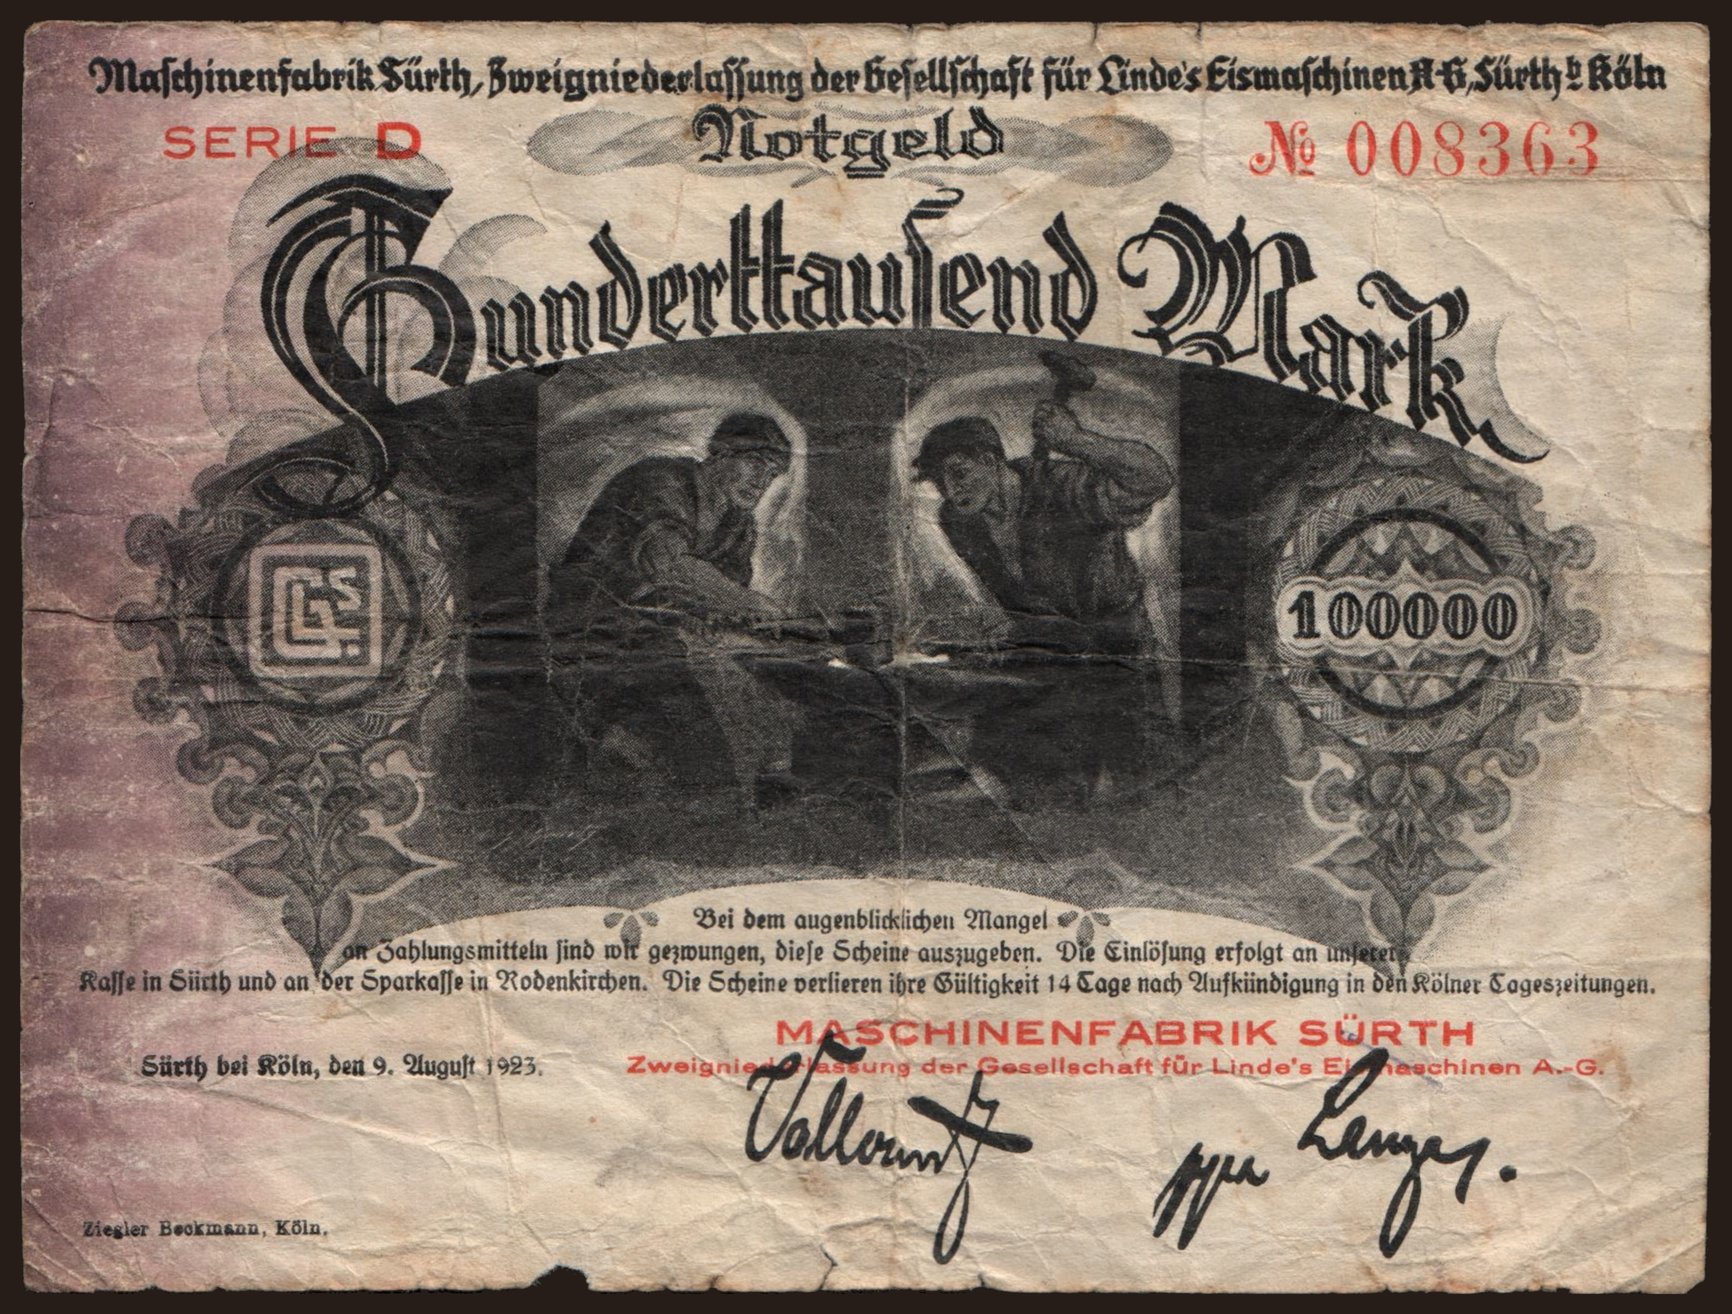 Maschinenfabrik Sürth, Zweigniederlassung der Gesellschaft für Linde's Eismaschinen A-G, Sürth b Köln
SERIE D
Notgeld
№ 008363
Hunderttausend Mark
100000
Bei dem augenblicklichen Mangel
an Zahlungsmitteln sind wir gezwungen, diese Scheine auszugeben. Die Einlösung erfolgt an unserer
Kasse in Sürth und an der Sparkasse in Rodenkirchen. Die Scheine verlieren ihre Gültigkeit 14 Tage nach Aufkündigung in den Kölner Tageszeitungen.
MASCHINENFABRIK SÜRTH
Sürth bei Köln, den 9. August 1923.
Zweigniederlassung der Gesellschaft für Linde's Eismaschinen A.-G.
ppa
Ziegler Beckmann, Köln.